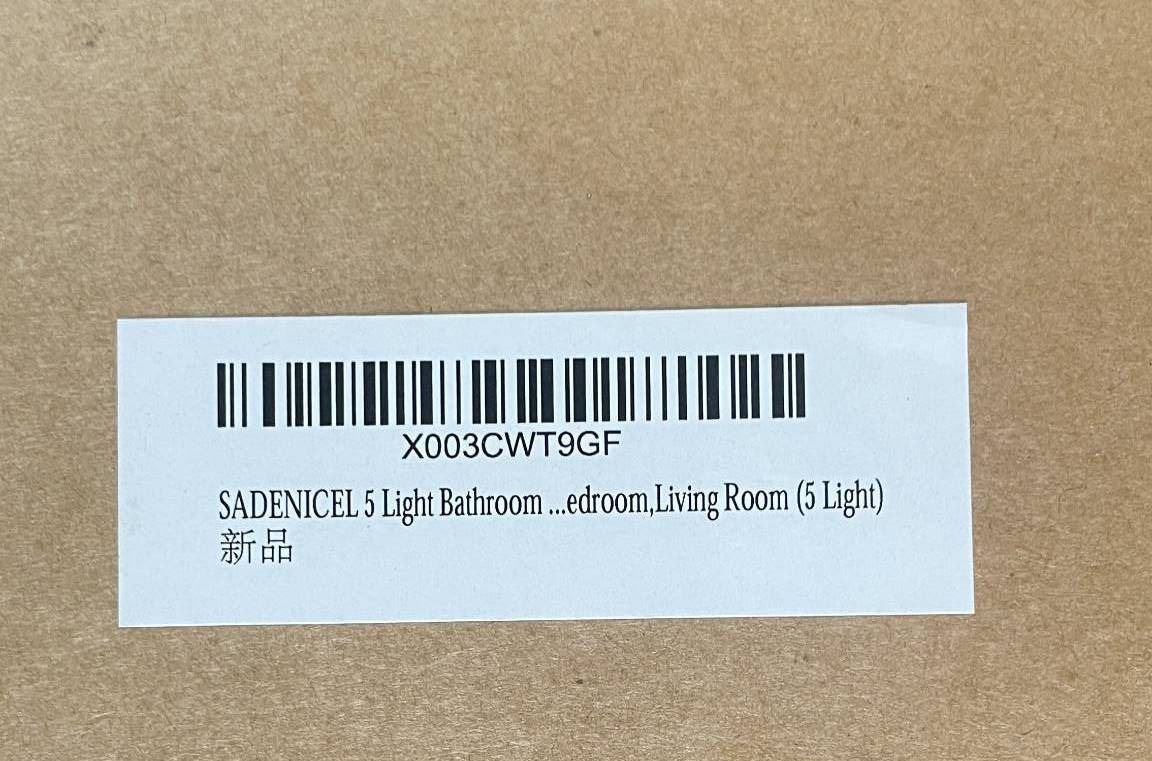 X003CWT9GF
SADENICEL 5 Light Bathroom ...edroom,Living Room (5 Light)
新品